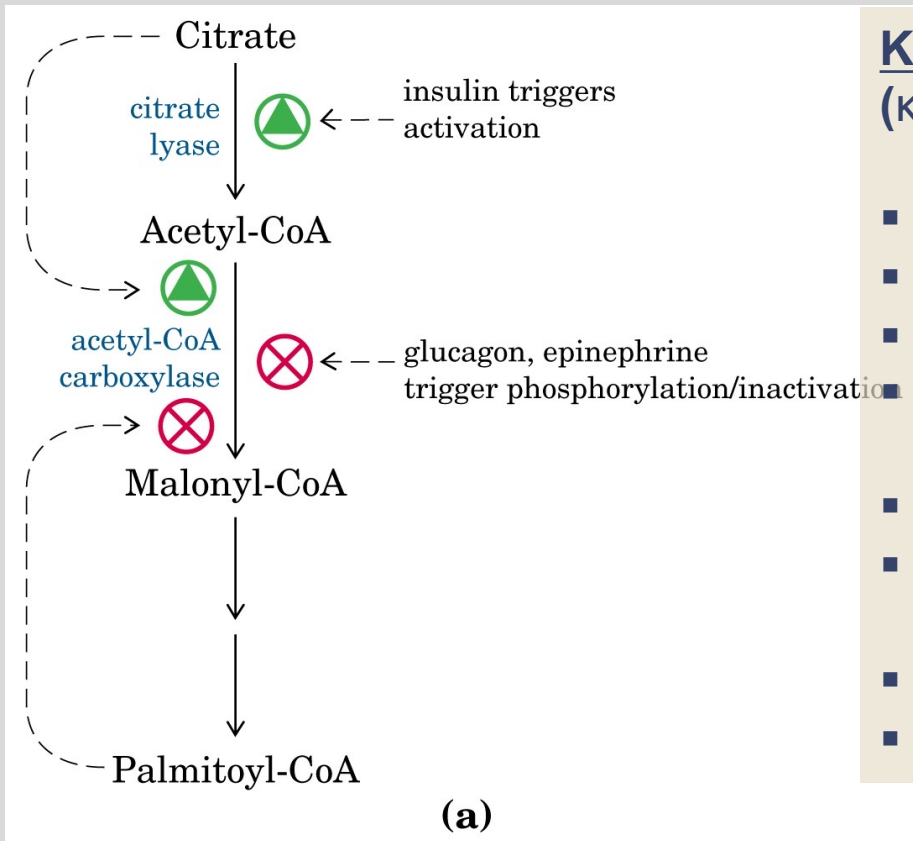 Citrate
citrate
lyase
insulin triggers
activation
Acetyl-CoA
acetyl-CoA
carboxylase
glucagon, epinephrine
trigger phosphorylation/inactivation
Malonyl-CoA
Palmitoyl-CoA
(a)
K
(K